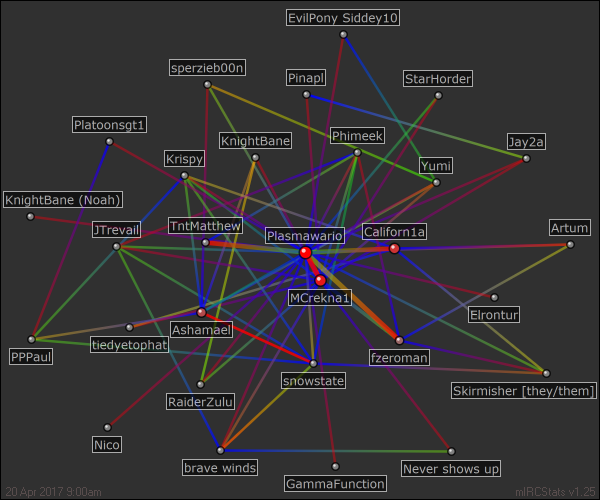 EvilPony Siddey10
sperzieb00n
Pinapl
StarHorder
Platoonsgt1
KnightBane
Phimeek
Jay2a
Krispy
Yumi
KnightBane (Noah)
JTrevail
TntMatthew
Plasmawario
Californ1a
Artum
MCrekna1
Elrontur
Ashamael
tiedyetophat
PPPaul
fzeroman
snowstate
Skirmisher [they/them]
RaiderZulu
Nico
brave winds
Never shows up
GammaFunction
20 Apr 2017 9:00am
mIRCStats v1.25